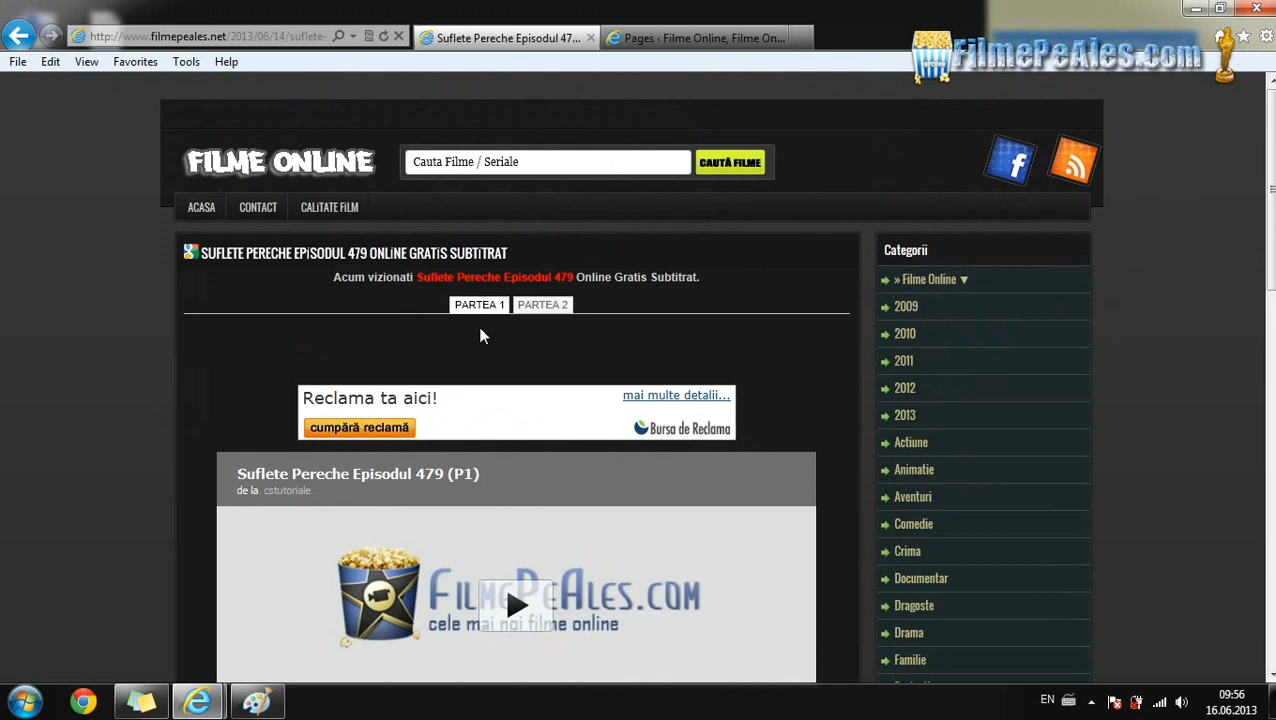 http://www.filmepeales.net/2013/06/14/suflete-
Suflete Pereche Episodul 47...
Pages ‹ Filme Online, Filme On...
File Edit View Favorites Tools Help
FilmePeAles.com
FILME ONLINE
Cauta Filme / Seriale
CAUTĂ FILME
ACASA
CONTACT
CALiTATE FiLM
SUFLETE PERECHE EPiSODUL 479 ONLiNE GRATiS SUBTiTRAT
Acum vizionati Suflete Pereche Episodul 479 Online Gratis Subtitrat.
PARTEA 1
PARTEA 2
Reclama ta aici!
mai multe detalii...
cumpără reclamă
Bursa de Reclama
Suflete Pereche Episodul 479 (P1)
de la cstutoriale
FilmePeAles.com
cele mai noi filme online
Categorii
» Filme Online ▼
2009
2010
2011
2012
2013
Actiune
Animatie
Aventuri
Comedie
Crima
Documentar
Dragoste
Drama
Familie
EN
09:56
16.06.2013